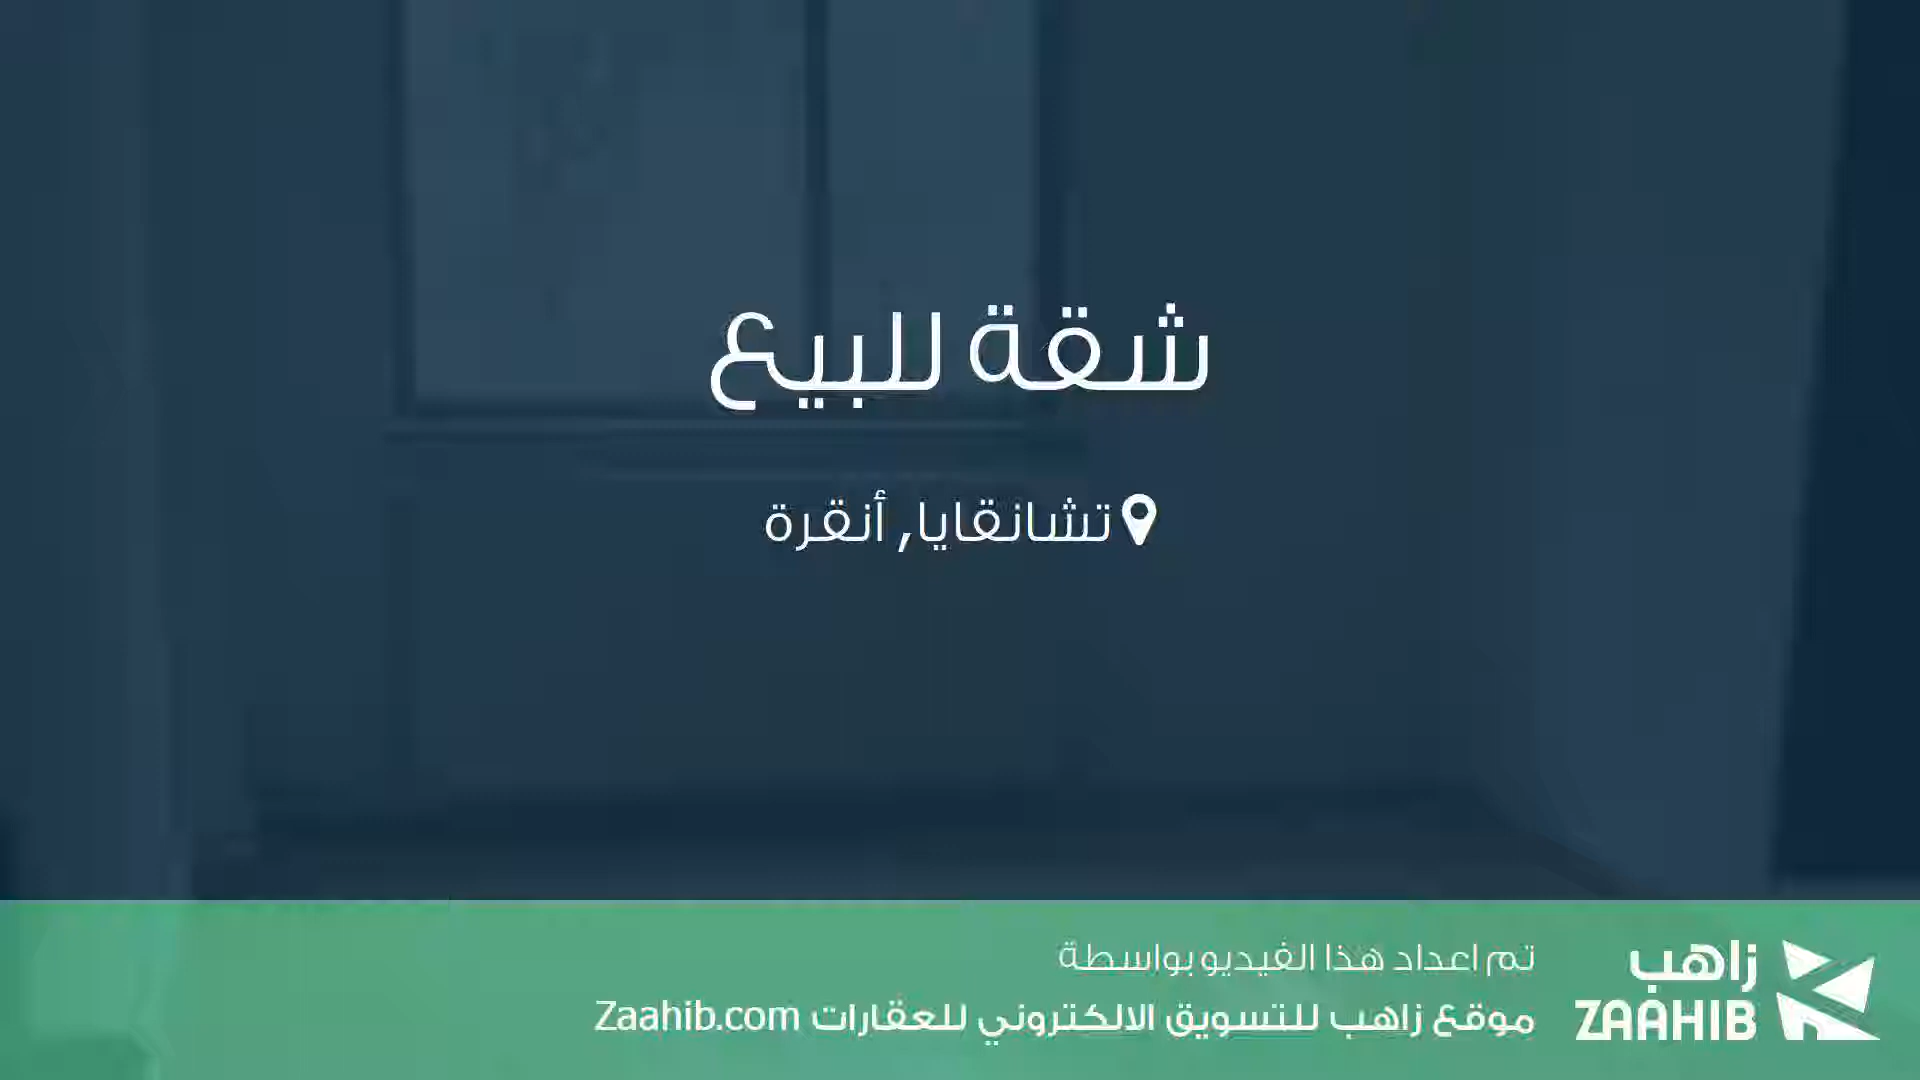 شقة للبيع
تشانقايا, أنقرة
تم اعداد هذا الفيديو بواسطة
موقع زاهب للتسويق الالكتروني للعقارات Zaahib.com
زاهب
ZAAHIB